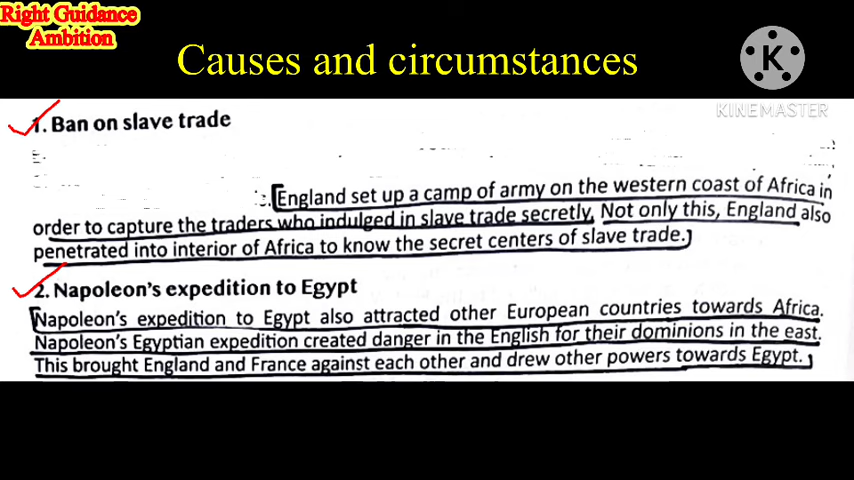 Right Guidance
Ambition
Causes and circumstances
K
KINEMASTER
1. Ban on slave trade
England set up a camp of army on the western coast of Africa in
order to capture the traders who indulged in slave trade secretly. Not only this, England also
penetrated into interior of Africa to know the secret centers of slave trade.
2. Napoleon's expedition to Egypt
Napoleon's expedition to Egypt also attracted other European countries towards Africa.
Napoleon's Egyptian expedition created danger in the English for their dominions in the east.
This brought England and France against each other and drew other powers towards Egypt.